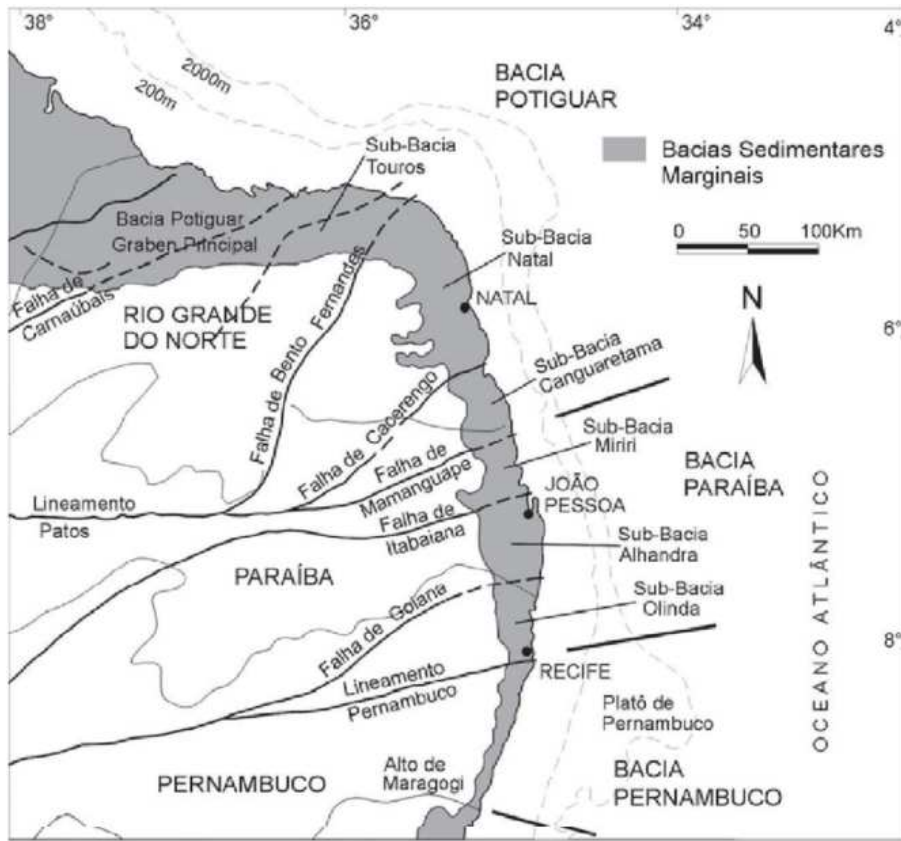 38°
36°
34°
4°
2000m
200m
BACIA
POTIGUAR
Bacias Sedimentares
Marginais
0 50 100Km
N
Sub-Bacia
Touros
Bacia Potiguar
Graben Principal
Falha de
Carnaúbais
RIO GRANDE
DO NORTE
Falha de Bento Fernandes
Sub-Bacia
Natal
NATAL
6°
Sub-Bacia
Canguaretama
Falha de Cacerengo
Falha de
Mamanguape
Sub-Bacia
Miriri
BACIA
PARAÍBA
JOÃO
PESSOA
Lineamento
Patos
Falha de
Itabaiana
Sub-Bacia
Alhandra
PARAÍBA
Sub-Bacia
Olinda
Falha de Goiana
8°
Lineamento
Pernambuco
RECIFE
Platô de
Pernambuco
OCEANO ATLÂNTICO
PERNAMBUCO
Alto de
Maragogi
BACIA
PERNAMBUCO